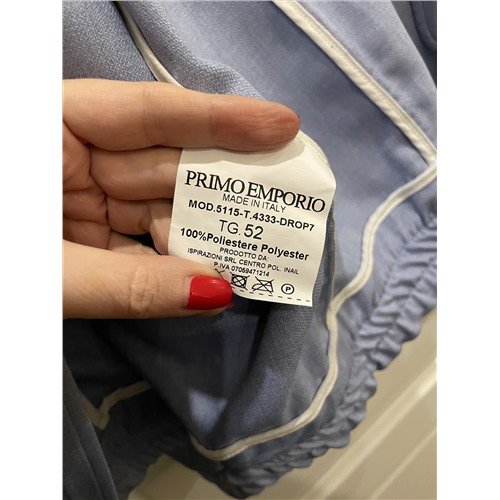 PRIMO EMPORIO
MADE IN ITALY
MOD.5115-T.4333-DROP7
TG.52
100%Poliestere Polyester
PRODOTTO DA:
ISPIRAZIONI SRL CENTRO POL. INAIL
P.IVA 07069471214
P